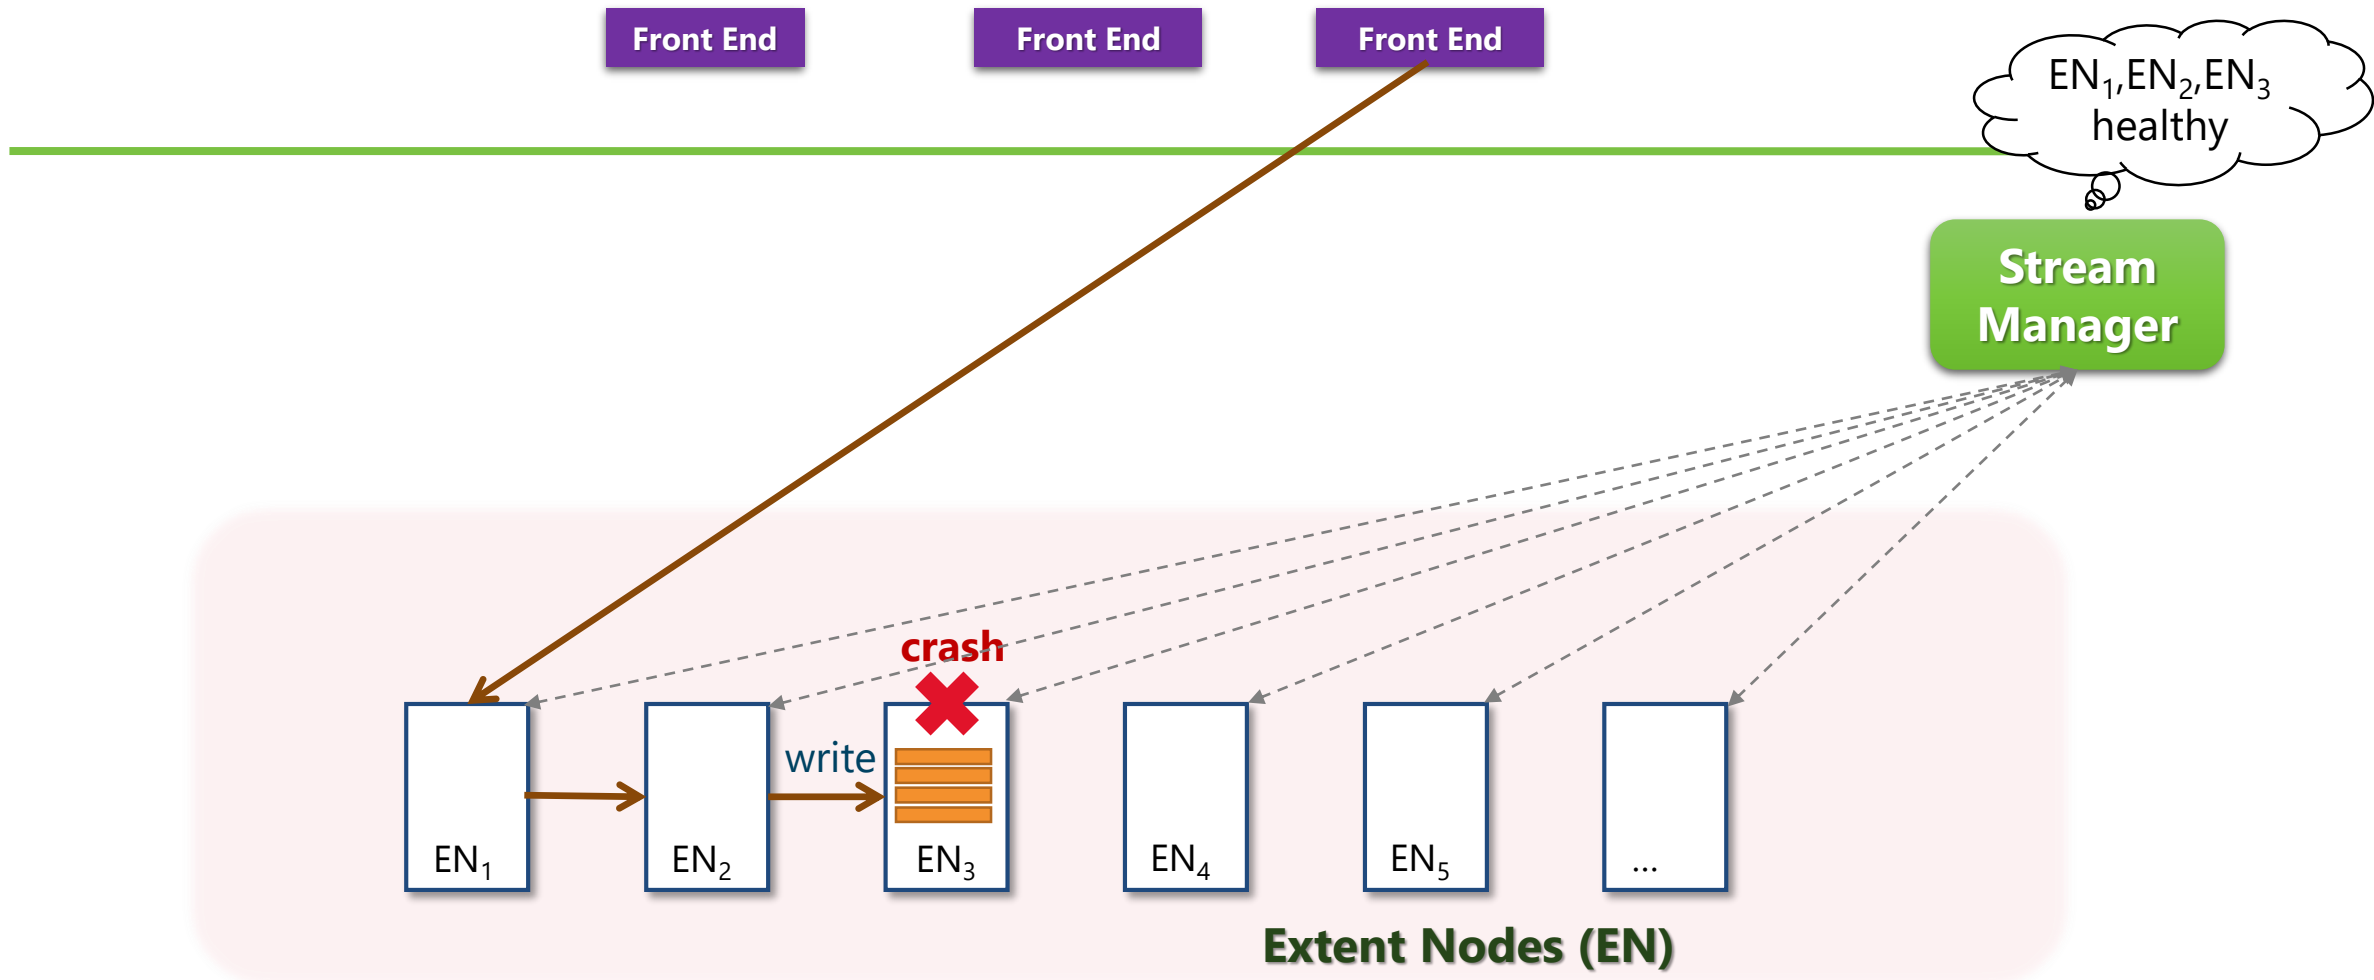 Front End
Front End
Front End
EN₁,EN₂,EN₃
healthy
Stream
Manager
crash
write
EN₁
EN₂
EN₃
EN₄
EN₅
...
Extent Nodes (EN)